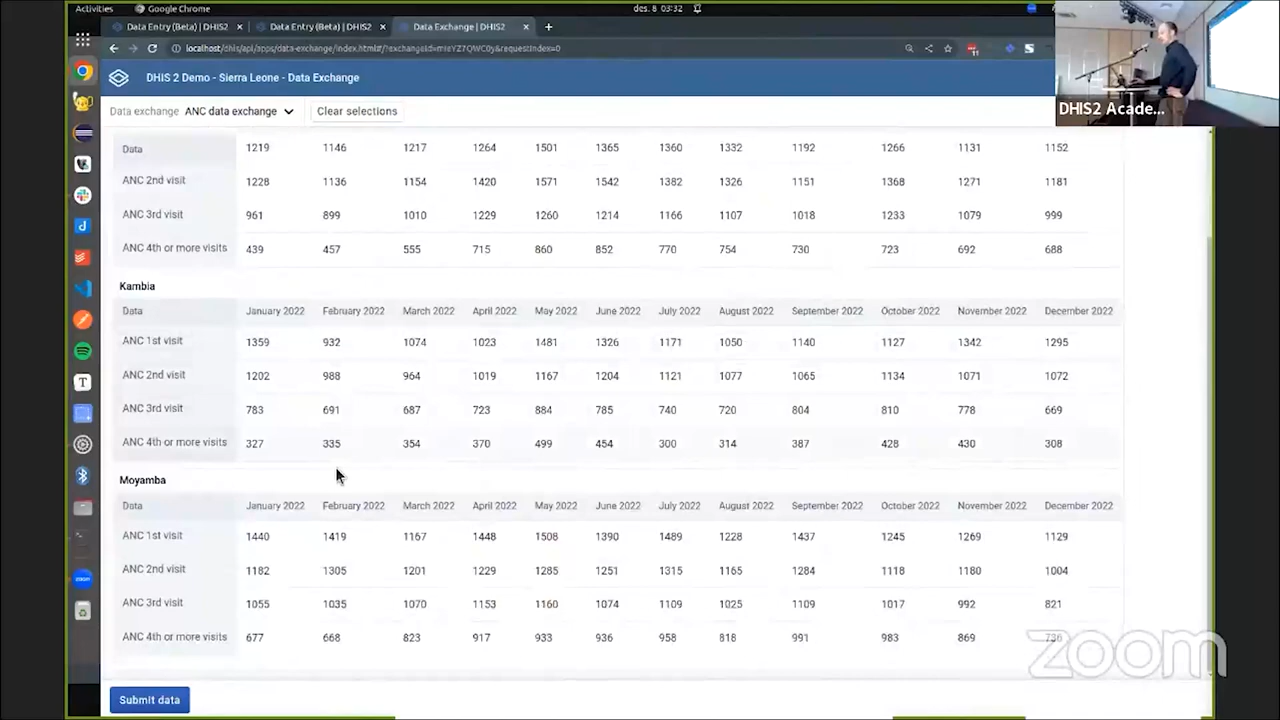 Activities Google Chrome des. 8 03:32
Data Entry (Beta) | DHIS2 × Data Entry (Beta) | DHIS2 × Data Exchange | DHIS2 ×
DHIS 2 Demo - Sierra Leone - Data Exchange
DHIS2 Acade...
Data exchange ANC data exchange Clear selections
Data 1219 1146 1217 1264 1501 1365 1360 1332 1192 1266 1131 1152
ANC 2nd visit 1228 1136 1154 1420 1571 1542 1382 1326 1151 1368 1271 1181
ANC 3rd visit 961 899 1010 1229 1260 1214 1166 1107 1018 1233 1079 999
ANC 4th or more visits 439 457 555 715 860 852 770 754 730 723 692 688
Kambia
Data January 2022 February 2022 March 2022 April 2022 May 2022 June 2022 July 2022 August 2022 September 2022 October 2022 November 2022 December 2022
ANC 1st visit 1359 932 1074 1023 1481 1326 1171 1050 1140 1127 1342 1295
ANC 2nd visit 1202 988 964 1019 1167 1204 1121 1077 1065 1134 1071 1072
ANC 3rd visit 783 691 687 723 884 785 740 720 804 810 778 669
ANC 4th or more visits 327 335 354 370 499 454 300 314 387 428 430 308
Moyamba
Data January 2022 February 2022 March 2022 April 2022 May 2022 June 2022 July 2022 August 2022 September 2022 October 2022 November 2022 December 2022
ANC 1st visit 1440 1419 1167 1448 1508 1390 1489 1228 1437 1245 1269 1129
ANC 2nd visit 1182 1305 1201 1229 1285 1251 1315 1165 1284 1118 1180 1004
ANC 3rd visit 1055 1035 1070 1153 1160 1074 1109 1025 1109 1017 992 821
ANC 4th or more visits 677 668 823 917 933 936 958 818 991 983 869
zoom
Submit data